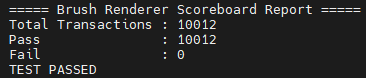 ===== Brush Renderer Scoreboard Report =====
Total Transactions : 10012
Pass               : 10012
Fail               : 0
TEST PASSED